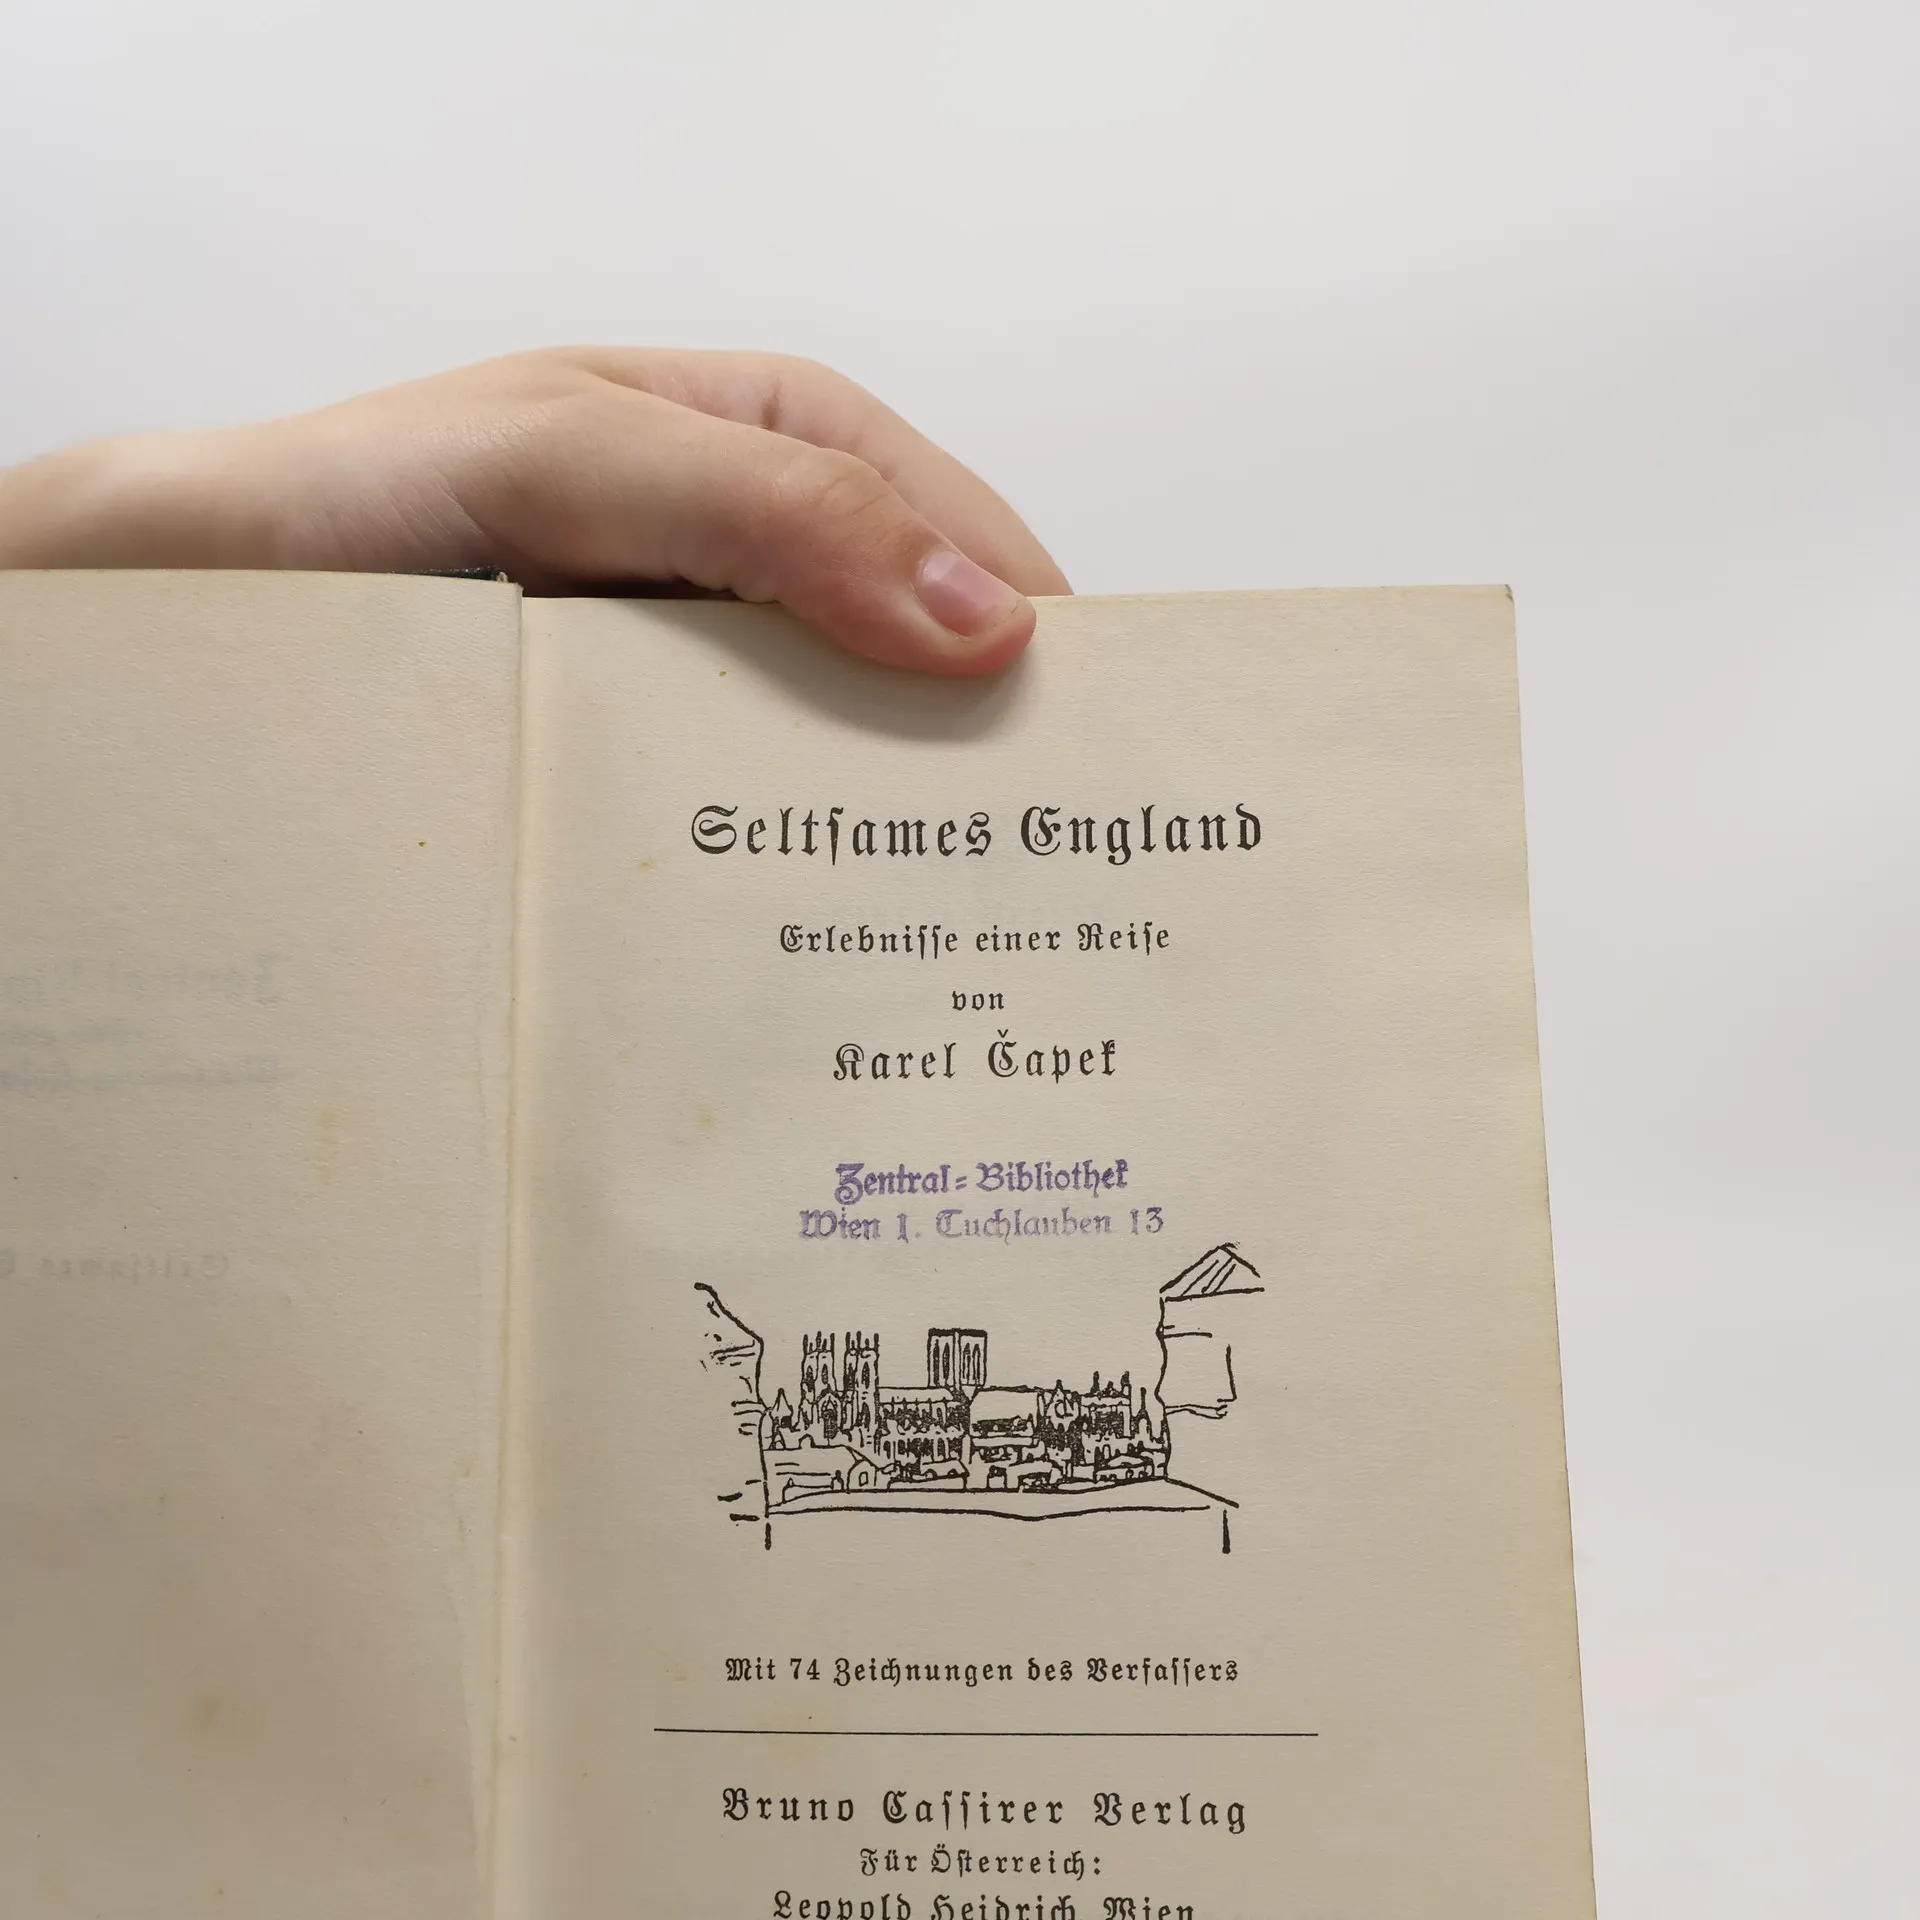 Seltsames England
Erlebnisse einer Reise
von
Karel Čapek
Zentral=Bibliothek
Wien 1. Tuchlauben 13
Mit 74 Zeichnungen des Verfassers
Bruno Cassirer Verlag
Für Österreich:
Leopold Heidrich, Wien